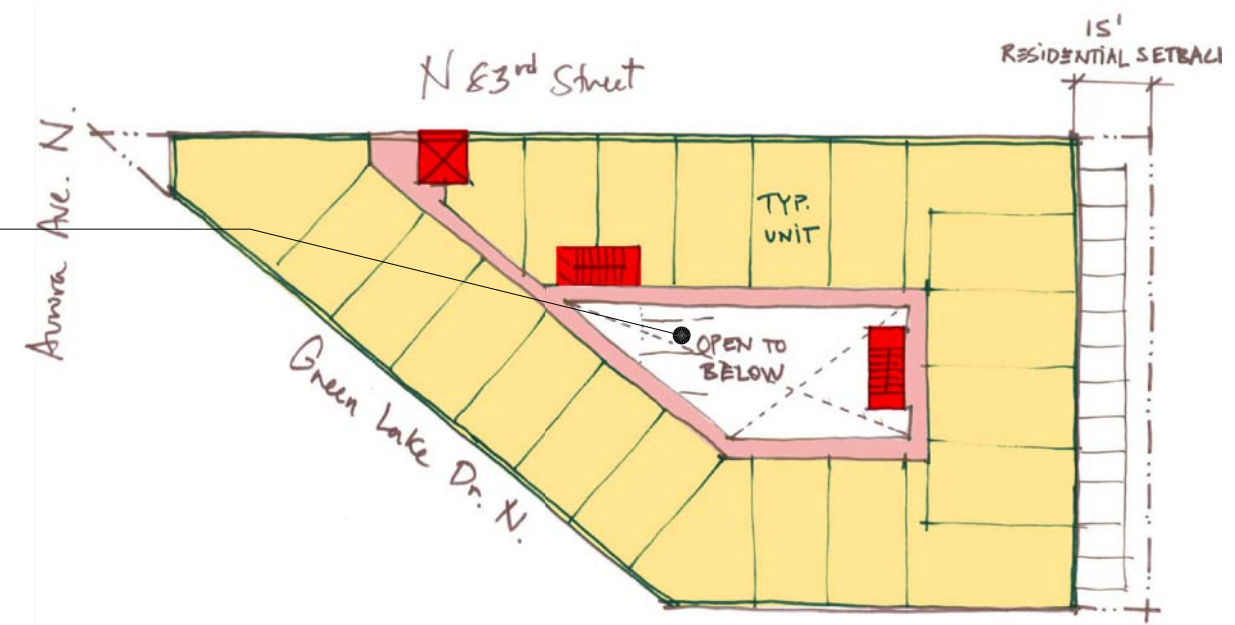 15'
RESIDENTIAL SETBACK
N 83rd Street
Aurora Ave. N.
TYP.
UNIT
OPEN TO
BELOW
Green Lake Dr. N.